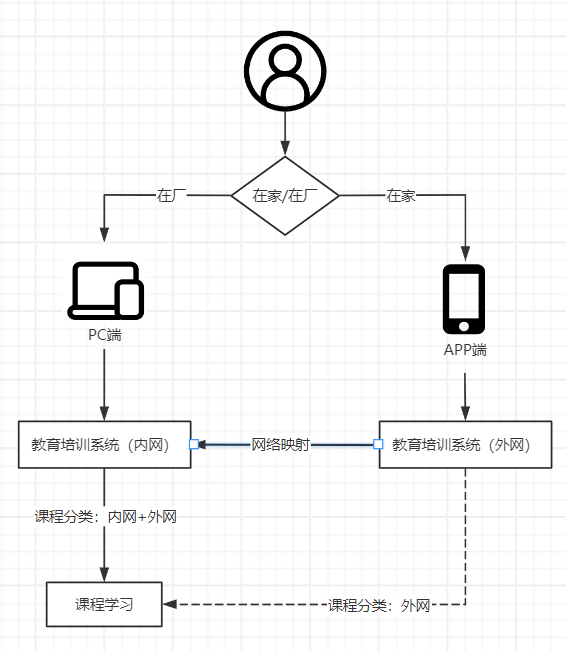 在厂
在家/在厂
在家
PC端
APP端
教育培训系统（内网）
网络映射
教育培训系统（外网）
课程分类：内网+外网
课程学习
课程分类：外网